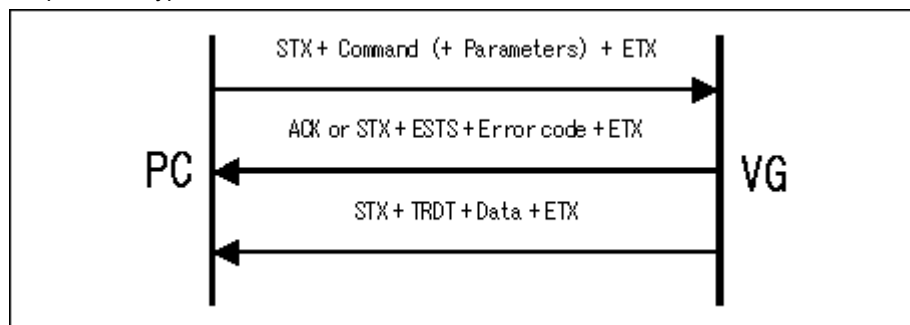 STX + Command (+ Parameters) + ETX
ACK or STX + ESTS + Error code + ETX
PC
VG
STX + TRDT + Data + ETX